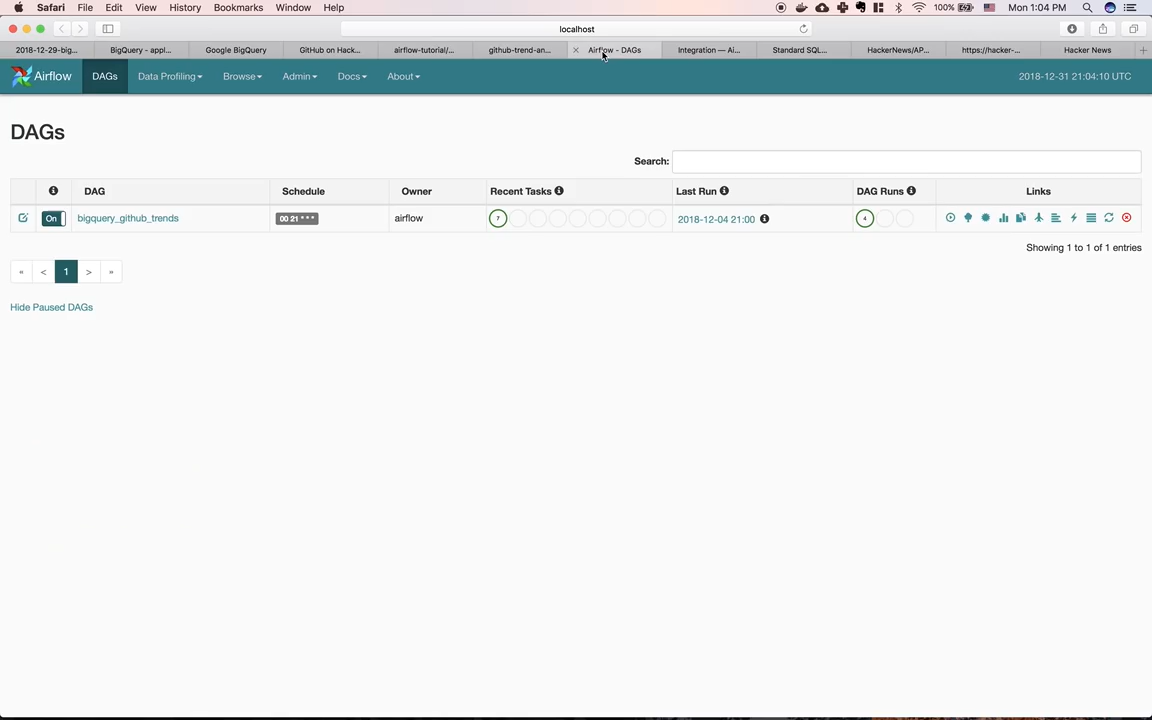 Safari File Edit View History Bookmarks Window Help 100% Mon 1:04 PM
localhost
2018-12-29-big... BigQuery - appl... Google BigQuery GitHub on Hack... airflow-tutorial/... github-trend-an... Airflow - DAGs Integration — Ai... Standard SQL... HackerNews/AP... https://hacker-... Hacker News
Airflow DAGs Data Profiling Browse Admin Docs About 2018-12-31 21:04:10 UTC
DAGs
Search:
DAG Schedule Owner Recent Tasks Last Run DAG Runs Links
On bigquery_github_trends 00 21 * * * airflow 7 2018-12-04 21:00 4
Showing 1 to 1 of 1 entries
« < 1 > »
Hide Paused DAGs